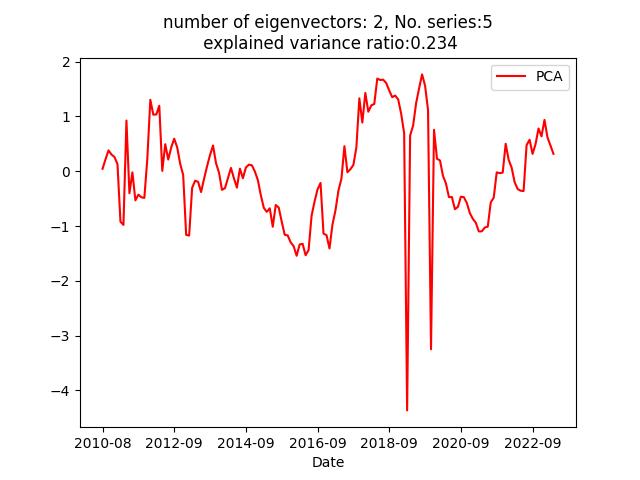 number of eigenvectors: 2, No. series:5
explained variance ratio:0.234
PCA
2
1
0
−1
−2
−3
−4
2010-08 2012-09 2014-09 2016-09 2018-09 2020-09 2022-09
Date